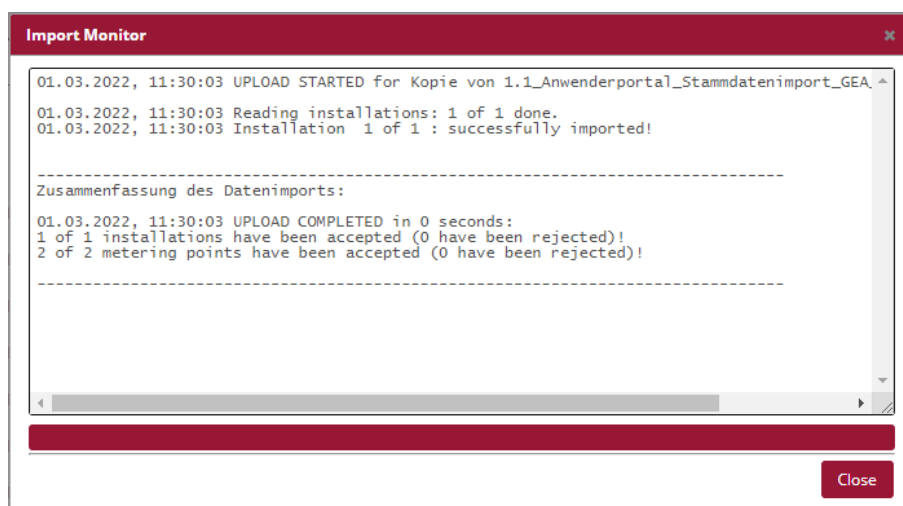 Import Monitor
01.03.2022, 11:30:03 UPLOAD STARTED for Kopie von 1.1_Anwenderportal_Stammdatenimport_GEA_
01.03.2022, 11:30:03 Reading installations: 1 of 1 done.
01.03.2022, 11:30:03 Installation  1 of 1 : successfully imported!
--------------------------------------------------------------------------------
Zusammenfassung des Datenimports:
01.03.2022, 11:30:03 UPLOAD COMPLETED in 0 seconds:
1 of 1 installations have been accepted (0 have been rejected)!
2 of 2 metering points have been accepted (0 have been rejected)!
--------------------------------------------------------------------------------
Close